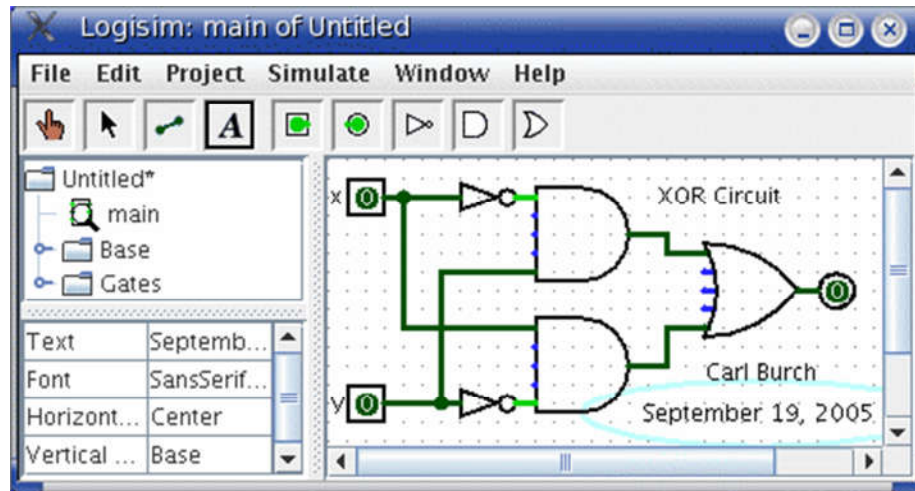 Logisim: main of Untitled
File Edit Project Simulate Window Help
A
Untitled*
main
Base
Gates
Text Septemb...
Font SansSerif...
Horizont... Center
Vertical ... Base
x 0
y 0
XOR Circuit
0
Carl Burch
September 19, 2005